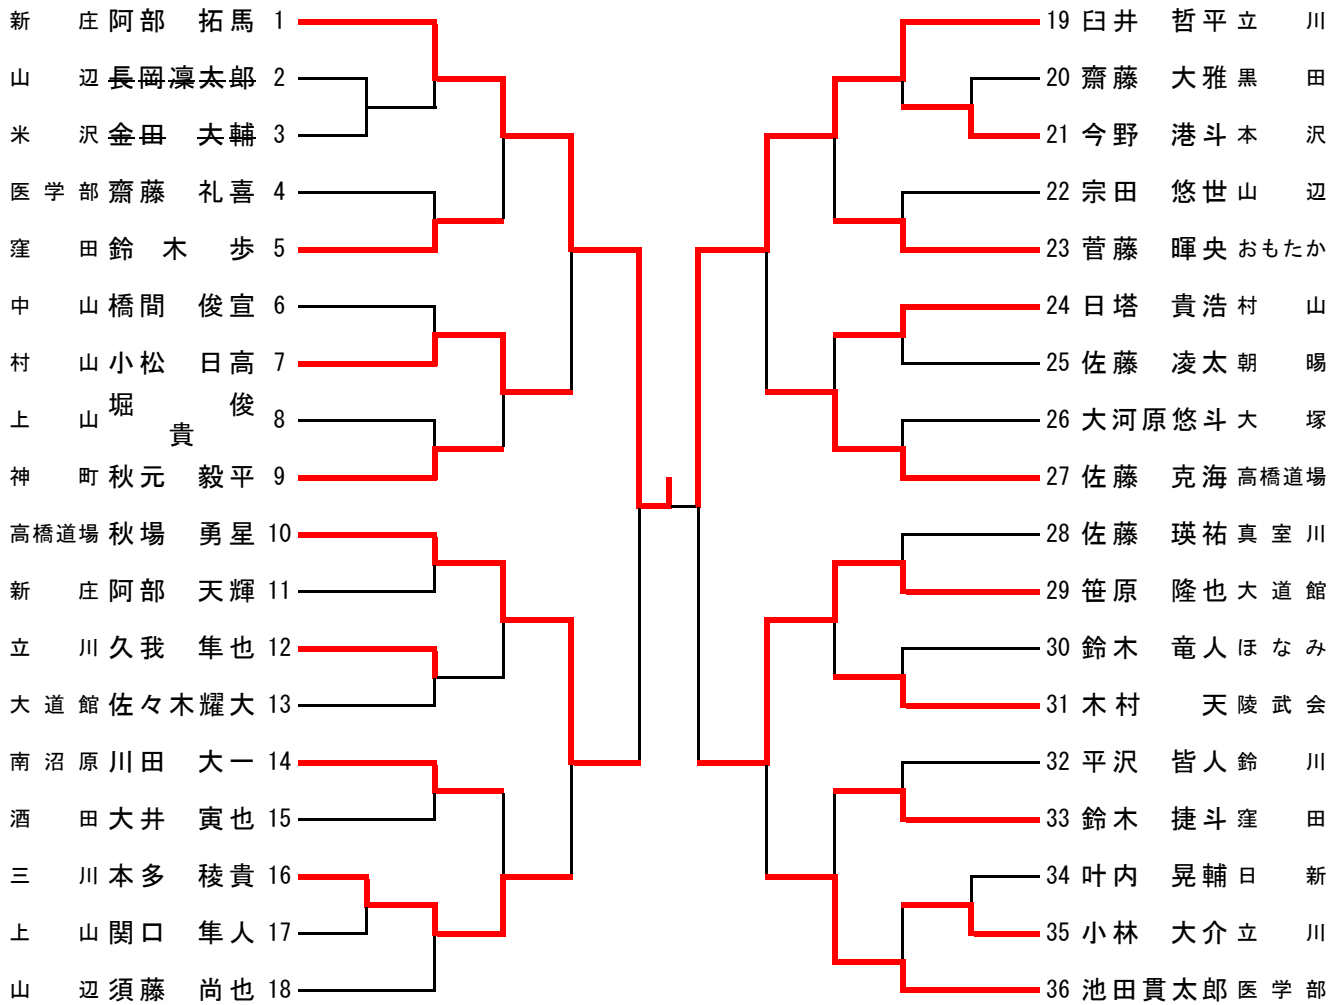 新庄 阿部 拓馬 1
山辺 長岡凜太郎 2
米沢 金田 大輔 3
医学部 齋藤 礼喜 4
窪田 鈴木 歩 5
中山 橋間 俊宣 6
村山 小松 日高 7
上山 堀 俊貴 8
神町 秋元 毅平 9
高橋道場 秋場 勇星 10
新庄 阿部 天輝 11
立川 久我 隼也 12
大道館 佐々木耀大 13
南沼原 川田 大一 14
酒田 大井 寅也 15
三川 本多 稜貴 16
上山 関口 隼人 17
山辺 須藤 尚也 18
19 臼井 哲平 立川
20 齋藤 大雅 黒田
21 今野 港斗 本沢
22 宗田 悠世 山辺
23 菅藤 暉央 おもたか
24 日塔 貴浩 村山
25 佐藤 凌太 朝暘
26 大河原悠斗 大塚
27 佐藤 克海 高橋道場
28 佐藤 瑛祐 真室川
29 笹原 隆也 大道館
30 鈴木 竜人 ほなみ
31 木村 天 陵武会
32 平沢 皆人 鈴川
33 鈴木 捷斗 窪田
34 叶内 晃輔 日新
35 小林 大介 立川
36 池田貫太郎 医学部